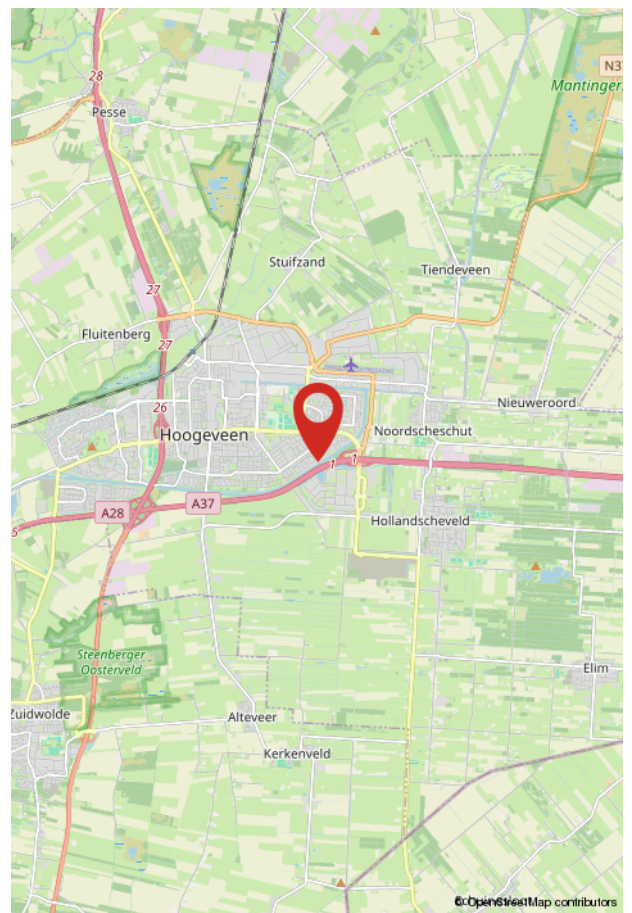 28
N37
Pesse
Mantinger
Stuifzand
Tiendeveen
27
Fluitenberg
27
26
Nieuweroord
Hoogeveen
Noordscheschut
1
1
A37
A28
Hollandscheveld
Steenberger
Oosterveld
Elim
Zuidwolde
Alteveer
Kerkenveld
© OpenStreetMap contributors